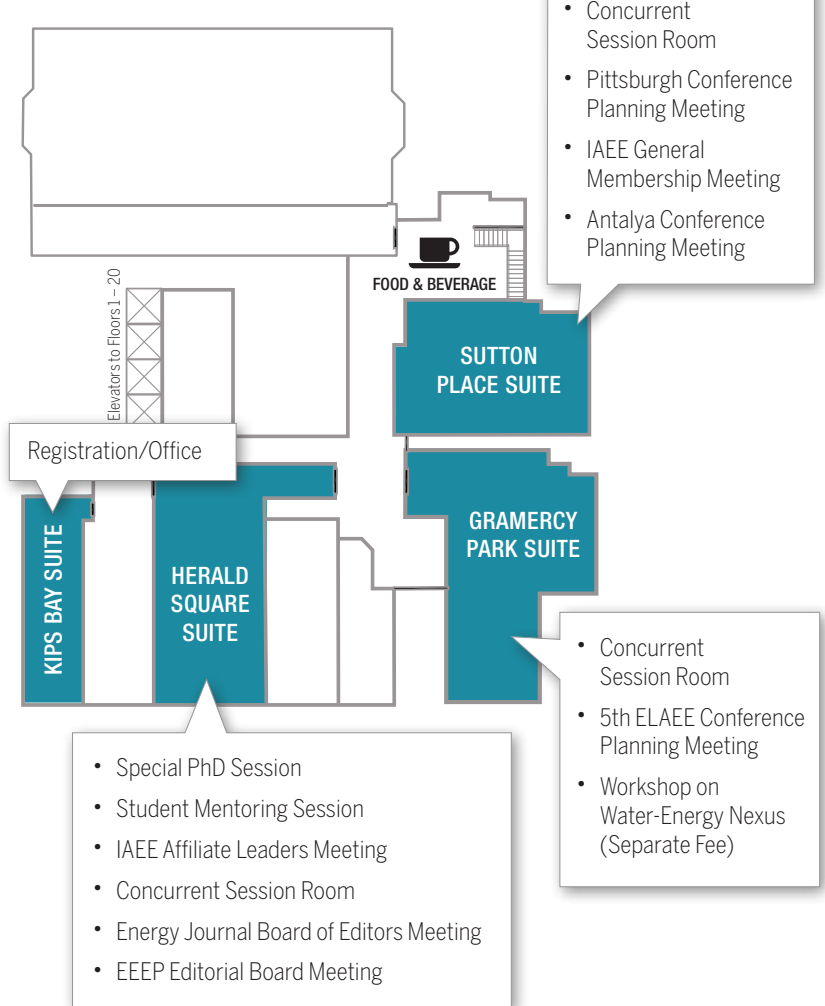 • Concurrent
Session Room
• Pittsburgh Conference
Planning Meeting
• IAEE General
Membership Meeting
• Antalya Conference
Planning Meeting
FOOD & BEVERAGE
Elevators to Floors 1 – 20
SUTTON
PLACE SUITE
Registration/Office
GRAMERCY
PARK SUITE
KIPS BAY SUITE
HERALD
SQUARE
SUITE
• Concurrent
Session Room
• 5th ELAEE Conference
Planning Meeting
• Workshop on
Water-Energy Nexus
(Separate Fee)
• Special PhD Session
• Student Mentoring Session
• IAEE Affiliate Leaders Meeting
• Concurrent Session Room
• Energy Journal Board of Editors Meeting
• EEEP Editorial Board Meeting